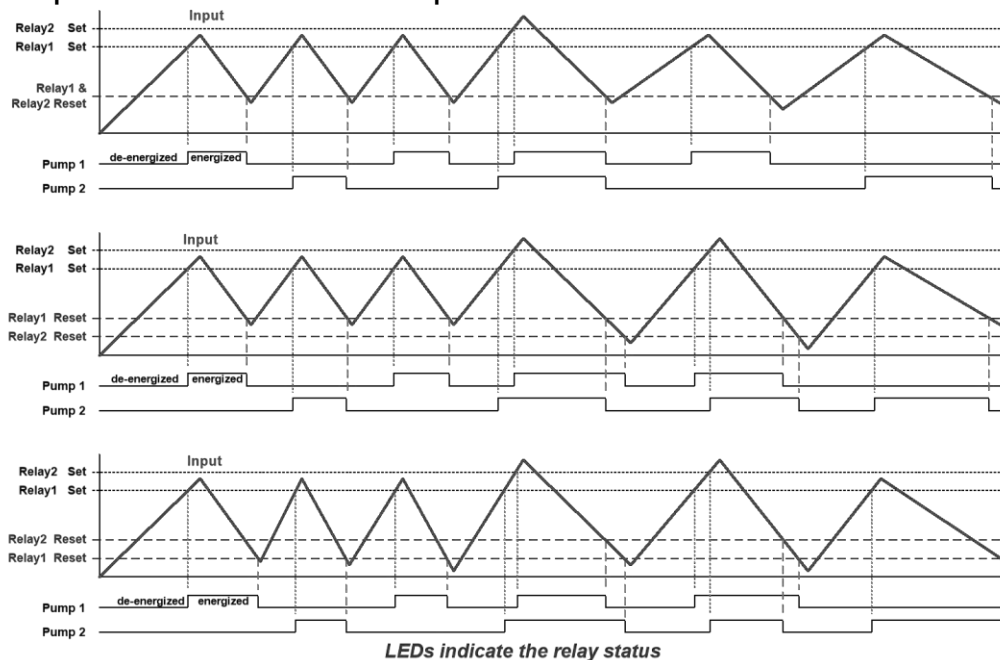 Input
Relay2 Set
Relay1 Set
Relay1 &
Relay2 Reset
de-energized energized
Pump 1
Pump 2
Input
Relay2 Set
Relay1 Set
Relay1 Reset
Relay2 Reset
de-energized energized
Pump 1
Pump 2
Input
Relay2 Set
Relay1 Set
Relay2 Reset
Relay1 Reset
de-energized energized
Pump 1
Pump 2
LEDs indicate the relay status